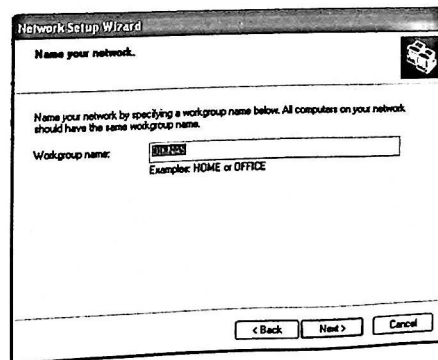 Network Setup Wizard
Name your network.
Name your network by specifying a workgroup name below. All computers on your network
should have the same workgroup name.
Workgroup name:
Examples: HOME or OFFICE
< Back
Next >
Cancel